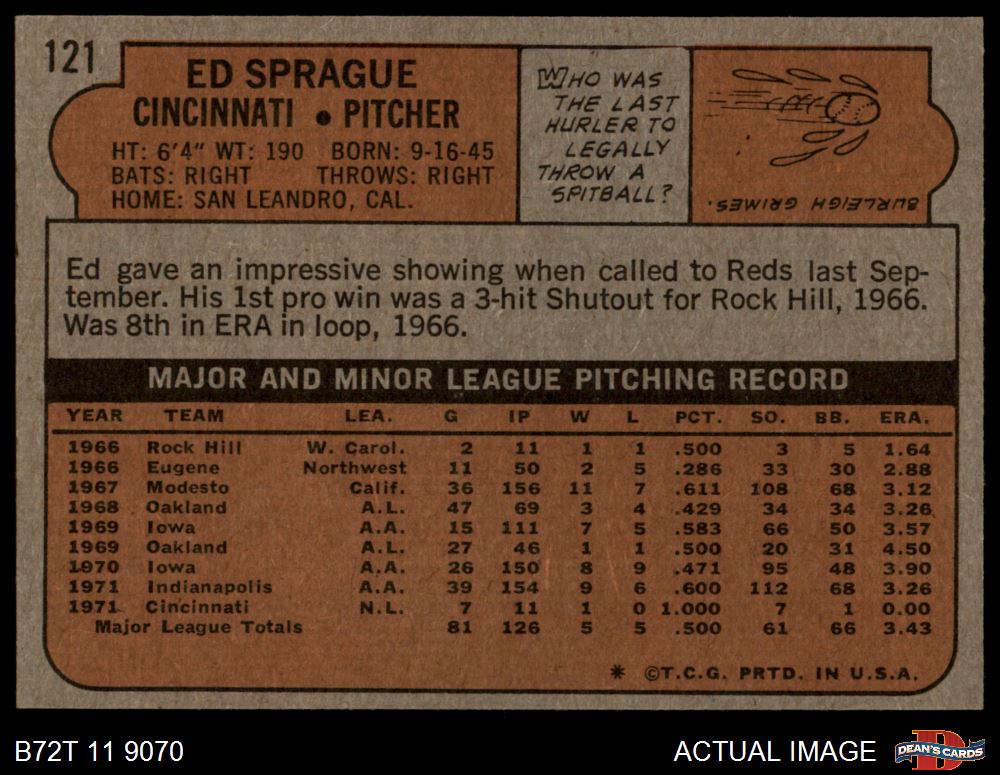 121
ED SPRAGUE
CINCINNATI • PITCHER
HT: 6'4" WT: 190 BORN: 9-16-45
BATS: RIGHT THROWS: RIGHT
HOME: SAN LEANDRO, CAL.
WHO WAS
THE LAST
HURLER TO
LEGALLY
THROW A
SPITBALL?
BURLEIGH GRIMES.
Ed gave an impressive showing when called to Reds last Sep-
tember. His 1st pro win was a 3-hit Shutout for Rock Hill, 1966.
Was 8th in ERA in loop, 1966.
MAJOR AND MINOR LEAGUE PITCHING RECORD
YEAR TEAM LEA. G IP W L PCT. SO. BB. ERA.
1966 Rock Hill W. Carol. 2 11 1 1 .500 3 5 1.64
1966 Eugene Northwest 11 50 2 5 .286 33 30 2.88
1967 Modesto Calif. 36 156 11 7 .611 108 68 3.12
1968 Oakland A.L. 47 69 3 4 .429 34 34 3.26
1969 Iowa A.A. 15 111 7 5 .583 66 50 3.57
1969 Oakland A.L. 27 46 1 1 .500 20 31 4.50
1970 Iowa A.A. 26 150 8 9 .471 95 48 3.90
1971 Indianapolis A.A. 39 154 9 6 .600 112 68 3.26
1971 Cincinnati N.L. 7 11 1 0 1.000 7 1 0.00
Major League Totals 81 126 5 5 .500 61 66 3.43
* ©T.C.G. PRTD. IN U.S.A.
B72T 11 9070
ACTUAL IMAGE
DEAN'S CARDS